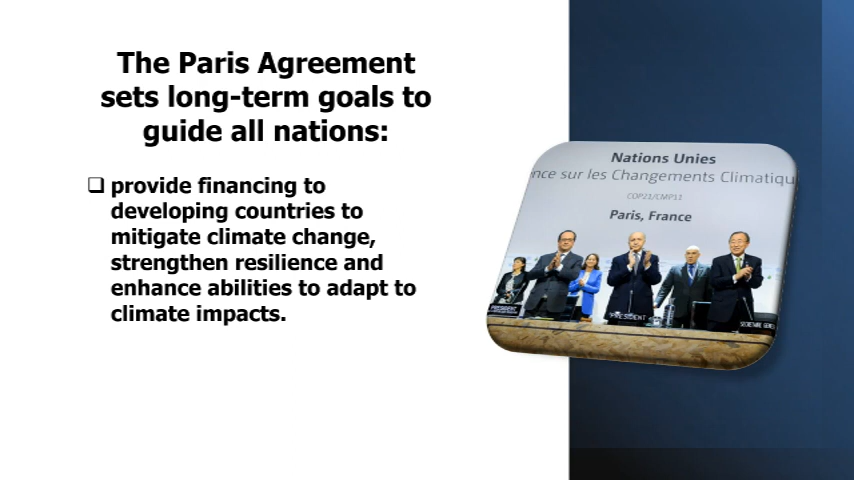 The Paris Agreement
sets long-term goals to
guide all nations:
provide financing to
developing countries to
mitigate climate change,
strengthen resilience and
enhance abilities to adapt to
climate impacts.
Nations Unies
nce sur les Changements Climatiqu
COP21/CMP11
Paris, France
PRESIDENT
PRESIDENT